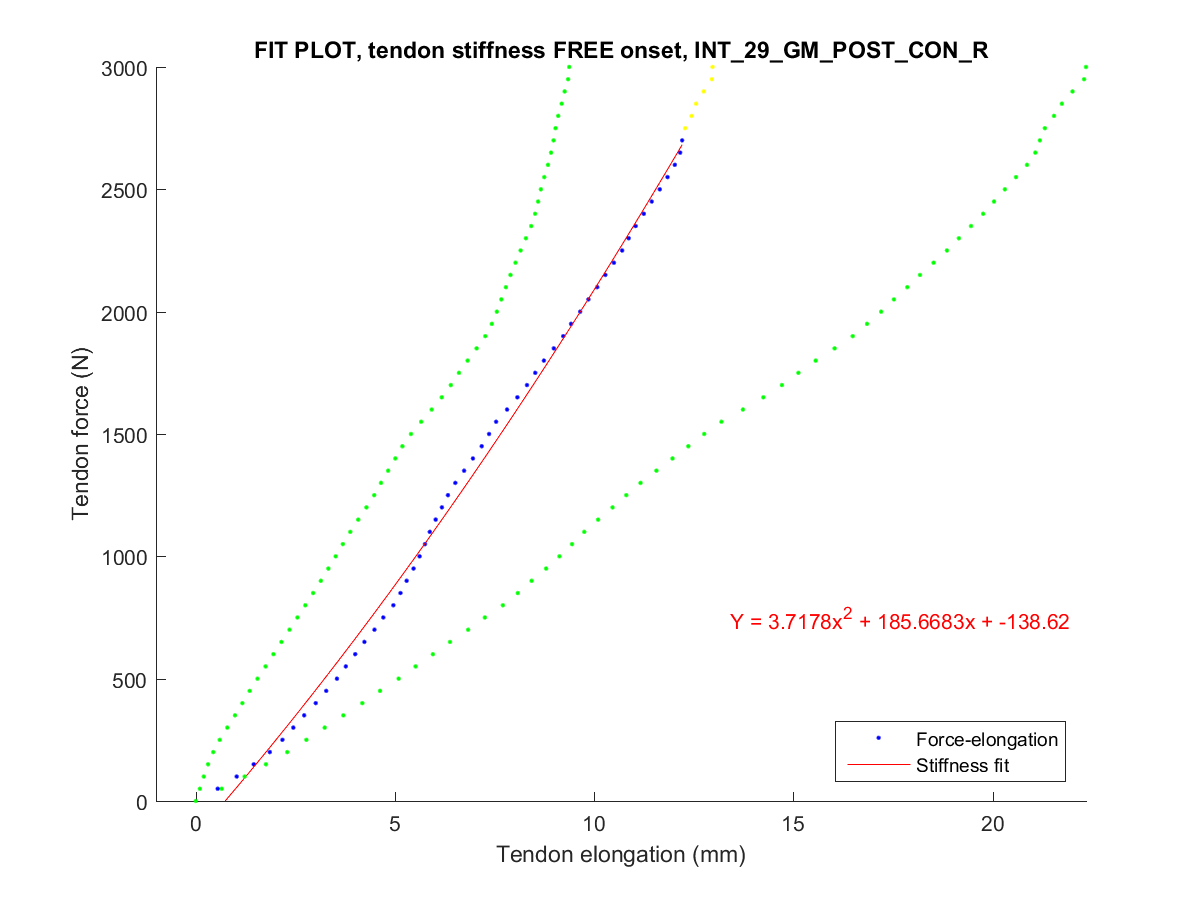 FIT PLOT, tendon stiffness FREE onset, INT_29_GM_POST_CON_R
3000
2500
2000
1500
1000
500
0
Tendon force (N)
Y = 3.7178x² + 185.6683x + -138.62
Force-elongation
Stiffness fit
0 5 10 15 20
Tendon elongation (mm)